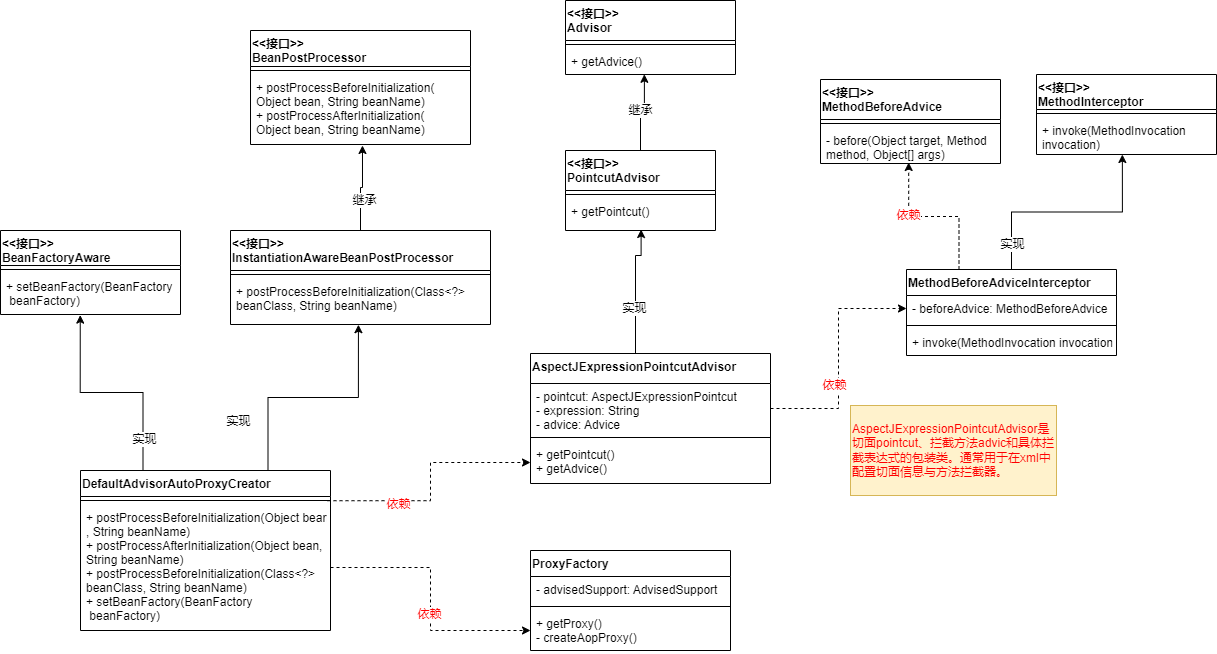 <<接口>>
Advisor
+ getAdvice()
<<接口>>
BeanPostProcessor
+ postProcessBeforeInitialization(
Object bean, String beanName)
+ postProcessAfterInitialization(
Object bean, String beanName)
<<接口>>
MethodBeforeAdvice
- before(Object target, Method
method, Object[] args)
<<接口>>
MethodInterceptor
+ invoke(MethodInvocation
invocation)
继承
<<接口>>
PointcutAdvisor
+ getPointcut()
继承
依赖
实现
<<接口>>
BeanFactoryAware
+ setBeanFactory(BeanFactory
beanFactory)
<<接口>>
InstantiationAwareBeanPostProcessor
+ postProcessBeforeInitialization(Class<?>
beanClass, String beanName)
MethodBeforeAdviceInterceptor
- beforeAdvice: MethodBeforeAdvice
+ invoke(MethodInvocation invocation
实现
AspectJExpressionPointcutAdvisor
- pointcut: AspectJExpressionPointcut
- expression: String
- advice: Advice
+ getPointcut()
+ getAdvice()
依赖
AspectJExpressionPointcutAdvisor是
切面pointcut、拦截方法advic和具体拦
截表达式的包装类。通常用于在xml中
配置切面信息与方法拦截器。
实现
实现
DefaultAdvisorAutoProxyCreator
+ postProcessBeforeInitialization(Object bear
, String beanName)
+ postProcessAfterInitialization(Object bean,
String beanName)
+ postProcessBeforeInitialization(Class<?>
beanClass, String beanName)
+ setBeanFactory(BeanFactory
beanFactory)
依赖
依赖
ProxyFactory
- advisedSupport: AdvisedSupport
+ getProxy()
- createAopProxy()